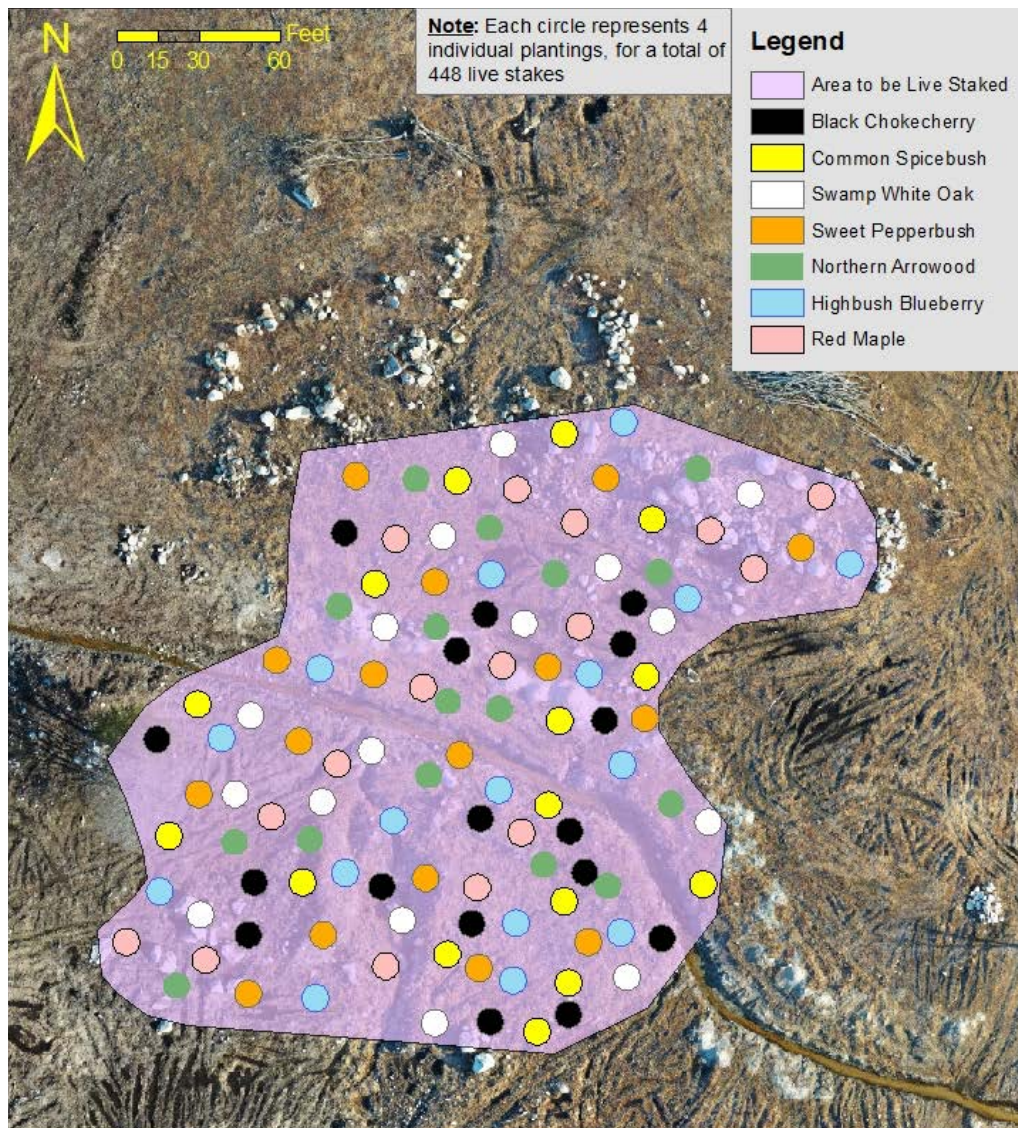 N
Feet
0 15 30 60
Note: Each circle represents 4
individual plantings, for a total of
448 live stakes
Legend
Area to be Live Staked
Black Chokecherry
Common Spicebush
Swamp White Oak
Sweet Pepperbush
Northern Arrowood
Highbush Blueberry
Red Maple